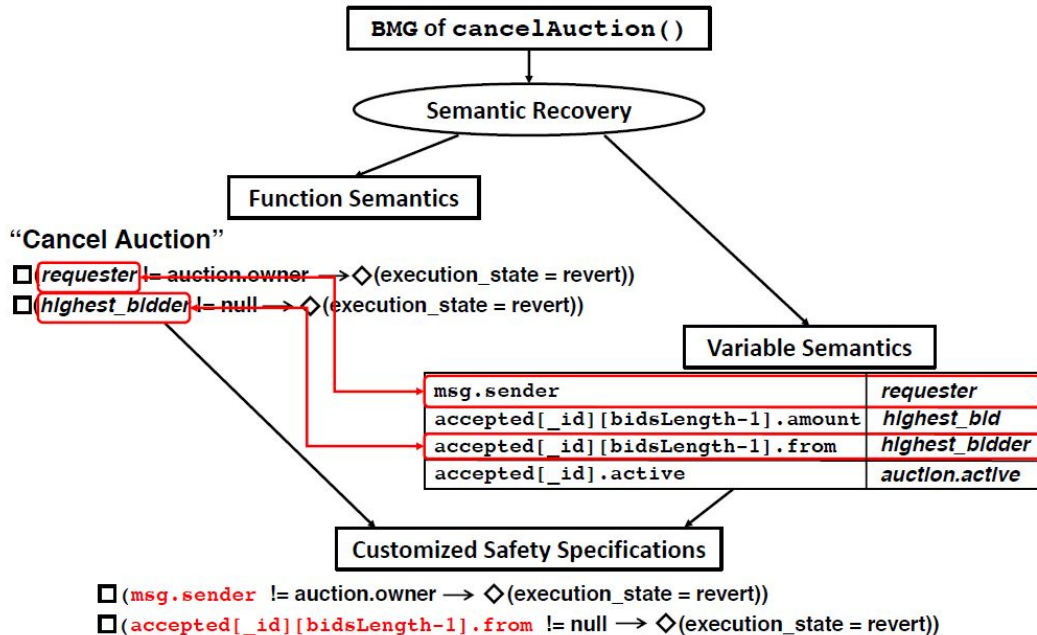 BMG of cancelAuction()
Semantic Recovery
Function Semantics
“Cancel Auction”
□(requester != auction.owner → ◇(execution_state = revert))
□(highest_bidder != null → ◇(execution_state = revert))
Variable Semantics
msg.sender requester
accepted[_id][bidsLength-1].amount highest_bid
accepted[_id][bidsLength-1].from highest_bidder
accepted[_id].active auction.active
Customized Safety Specifications
□(msg.sender != auction.owner → ◇(execution_state = revert))
□(accepted[_id][bidsLength-1].from != null → ◇(execution_state = revert))